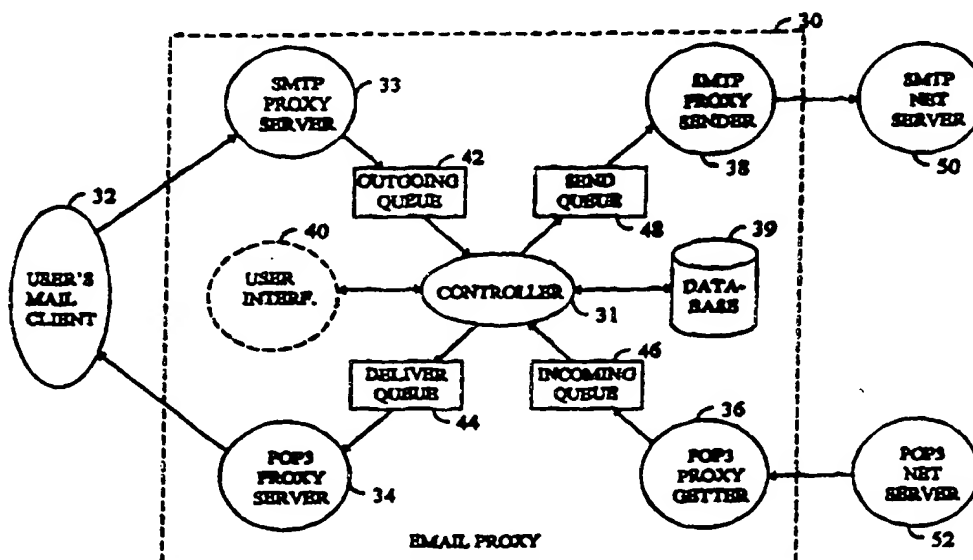 30
SMTP
PROXY
SERVER
33
SMTP
PROXY
SENDER
38
SMTP
NET
SERVER
50
42
OUTGOING
QUEUE
SEND
QUEUE
48
32
USER'S
MAIL
CLIENT
40
USER
INTERF.
CONTROLLER
31
39
DATA-
BASE
DELIVER
QUEUE
44
46
INCOMING
QUEUE
POP3
PROXY
SERVER
34
36
POP3
PROXY
GETTER
POP3
NET
SERVER
52
EMAIL PROXY